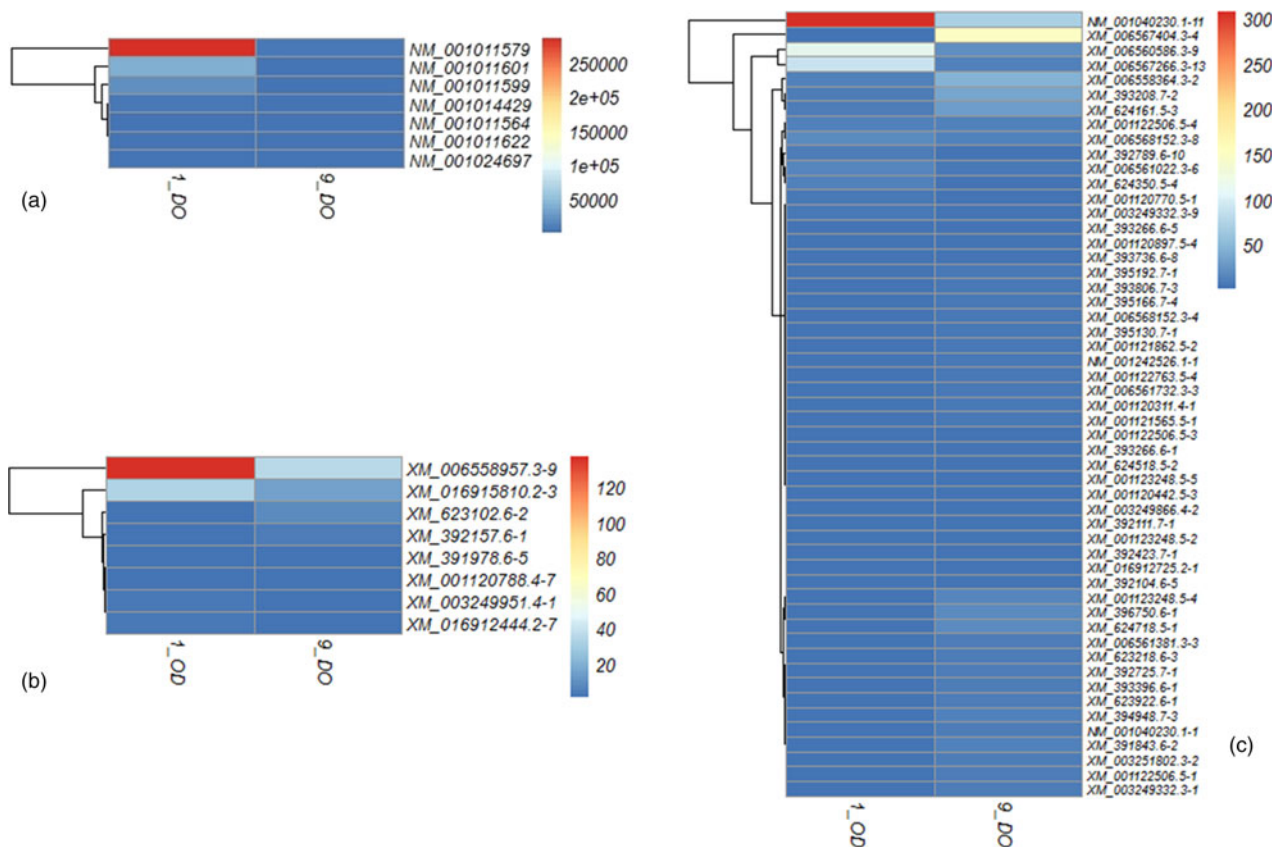 NM_001011579
NM_001011601
NM_001011599
NM_001014429
NM_001011564
NM_001011622
NM_001024697
1_DO
9_DO
250000
2e+05
150000
1e+05
50000
(a)
XM_006558957.3-9
XM_016915810.2-3
XM_623102.6-2
XM_392157.6-1
XM_391978.6-5
XM_001120788.4-7
XM_003249951.4-1
XM_016912444.2-7
1_OD
9_DO
120
100
80
60
40
20
(b)
NM_001040230.1-11
XM_006567404.3-4
XM_006560586.3-9
XM_006567266.3-13
XM_006558364.3-2
XM_393208.7-2
XM_624161.5-3
XM_001122506.5-4
XM_006568152.3-8
XM_392789.6-10
XM_006561022.3-6
XM_624350.5-4
XM_001120770.5-1
XM_003249332.3-9
XM_393266.6-5
XM_001120897.5-4
XM_393736.6-8
XM_395192.7-1
XM_393806.7-3
XM_395166.7-4
XM_006568152.3-4
XM_395130.7-1
XM_001121862.5-2
NM_001242526.1-1
XM_001122763.5-4
XM_006561732.3-3
XM_001120311.4-1
XM_001121565.5-1
XM_001122506.5-3
XM_393266.6-1
XM_624518.5-2
XM_001123248.5-5
XM_001120442.5-3
XM_003249866.4-2
XM_392111.7-1
XM_001123248.5-2
XM_392423.7-1
XM_016912725.2-1
XM_392104.6-5
XM_001123248.5-4
XM_396750.6-1
XM_624718.5-1
XM_006561381.3-3
XM_623218.6-3
XM_392725.7-1
XM_393396.6-1
XM_623922.6-1
XM_394948.7-3
NM_001040230.1-1
XM_391843.6-2
XM_003251802.3-2
XM_001122506.5-1
XM_003249332.3-1
1_OD
9_DO
300
250
200
150
100
50
(c)